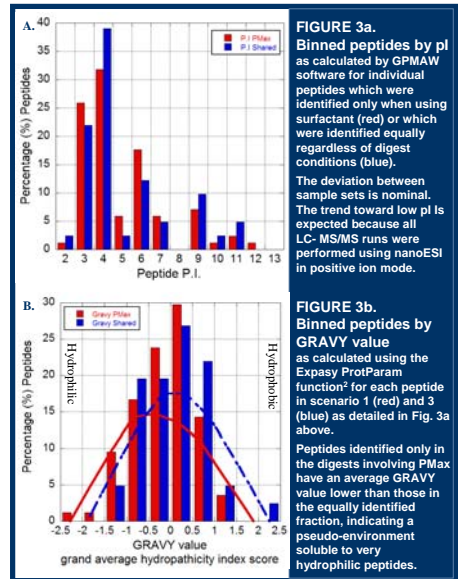 A.
40
35
30
25
20
15
10
5
0
Percentage (%) Peptides
P.I PMax
P.I Shared
2 3 4 5 6 7 8 9 10 11 12 13
Peptide P.I.
FIGURE 3a.
Binned peptides by pI
as calculated by GPMAW
software for individual
peptides which were
identified only when using
surfactant (red) or which
were identified equally
regardless of digest
conditions (blue).
The deviation between
sample sets is nominal.
The trend toward low pI Is
expected because all
LC- MS/MS runs were
performed using nanoESI
in positive ion mode.
B.
30
25
20
15
10
5
0
Percentage (%) Peptides
Gravy PMax
Gravy Shared
Hydrophilic
Hydrophobic
-2.5 -1.5 -0.5 0 0.5 1 1.5 2 2.5
GRAVY value
grand average hydropathicity index score
FIGURE 3b.
Binned peptides by
GRAVY value
as calculated using the
Expasy ProtParam
function² for each peptide
in scenario 1 (red) and 3
(blue) as detailed in Fig. 3a
above.
Peptides identified only in
the digests involving PMax
have an average GRAVY
value lower than those in
the equally identified
fraction, indicating a
pseudo-environment
soluble to very
hydrophilic peptides.